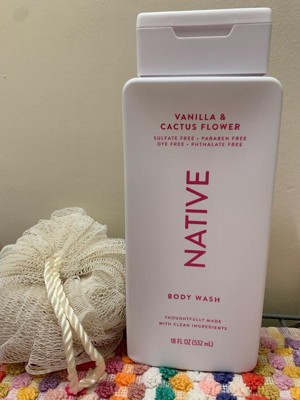 VANILLA &
CACTUS FLOWER
SULFATE FREE • PARABEN FREE
DYE FREE • PHTHALATE FREE
NATIVE
BODY WASH
THOUGHTFULLY MADE
WITH CLEAN INGREDIENTS
18 FL OZ (532 mL)